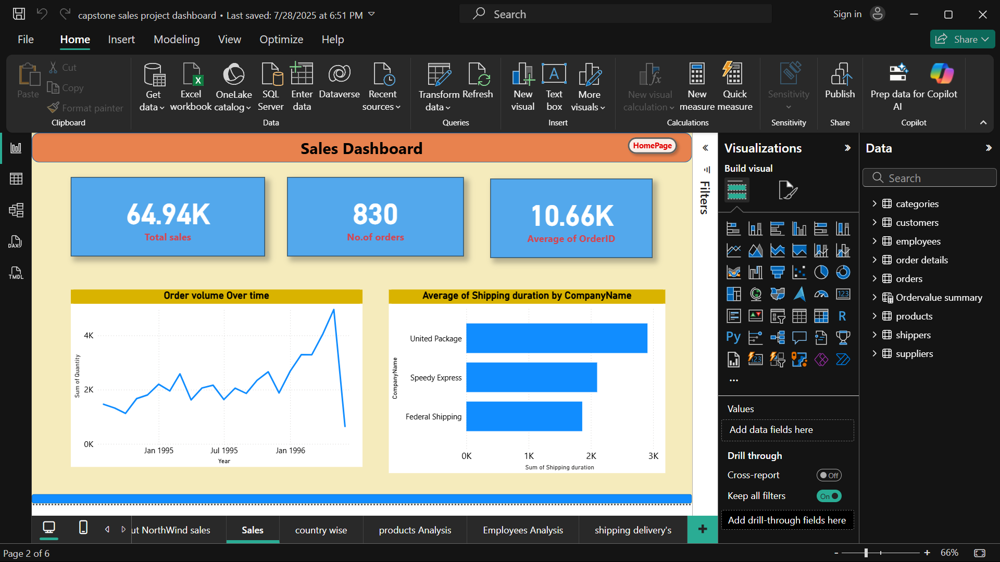 capstone sales project dashboard • Last saved: 7/28/2025 at 6:51 PM
Search
Sign in
File
Home
Insert
Modeling
View
Optimize
Help
Share
Paste
Cut
Copy
Format painter
Clipboard
Get data
Excel workbook
OneLake catalog
SQL Server
Enter data
Dataverse
Recent sources
Data
Transform data
Refresh
Queries
New visual
Text box
More visuals
Insert
New visual calculation
New measure
Quick measure
Calculations
Sensitivity
Sensitivity
Publish
Share
Prep data for AI
Copilot
Copilot
DAX
TMDL
Sales Dashboard
HomePage
64.94K
Total sales
830
No.of orders
10.66K
Average of OrderID
Order volume Over time
Sum of Quantity
4K
2K
0K
Jan 1995
Jul 1995
Jan 1996
Year
Average of Shipping duration by CompanyName
CompanyName
United Package
Speedy Express
Federal Shipping
0K
1K
2K
3K
Sum of Shipping duration
Filters
Visualizations
Build visual
123
R
Py
123
Values
Add data fields here
Drill through
Cross-report
Off
Keep all filters
On
Add drill-through fields here
Data
Search
categories
customers
employees
order details
orders
Ordervalue summary
products
shippers
suppliers
ut NorthWind sales
Sales
country wise
products Analysis
Employees Analysis
shipping delivery's
+
Page 2 of 6
-
+
66%